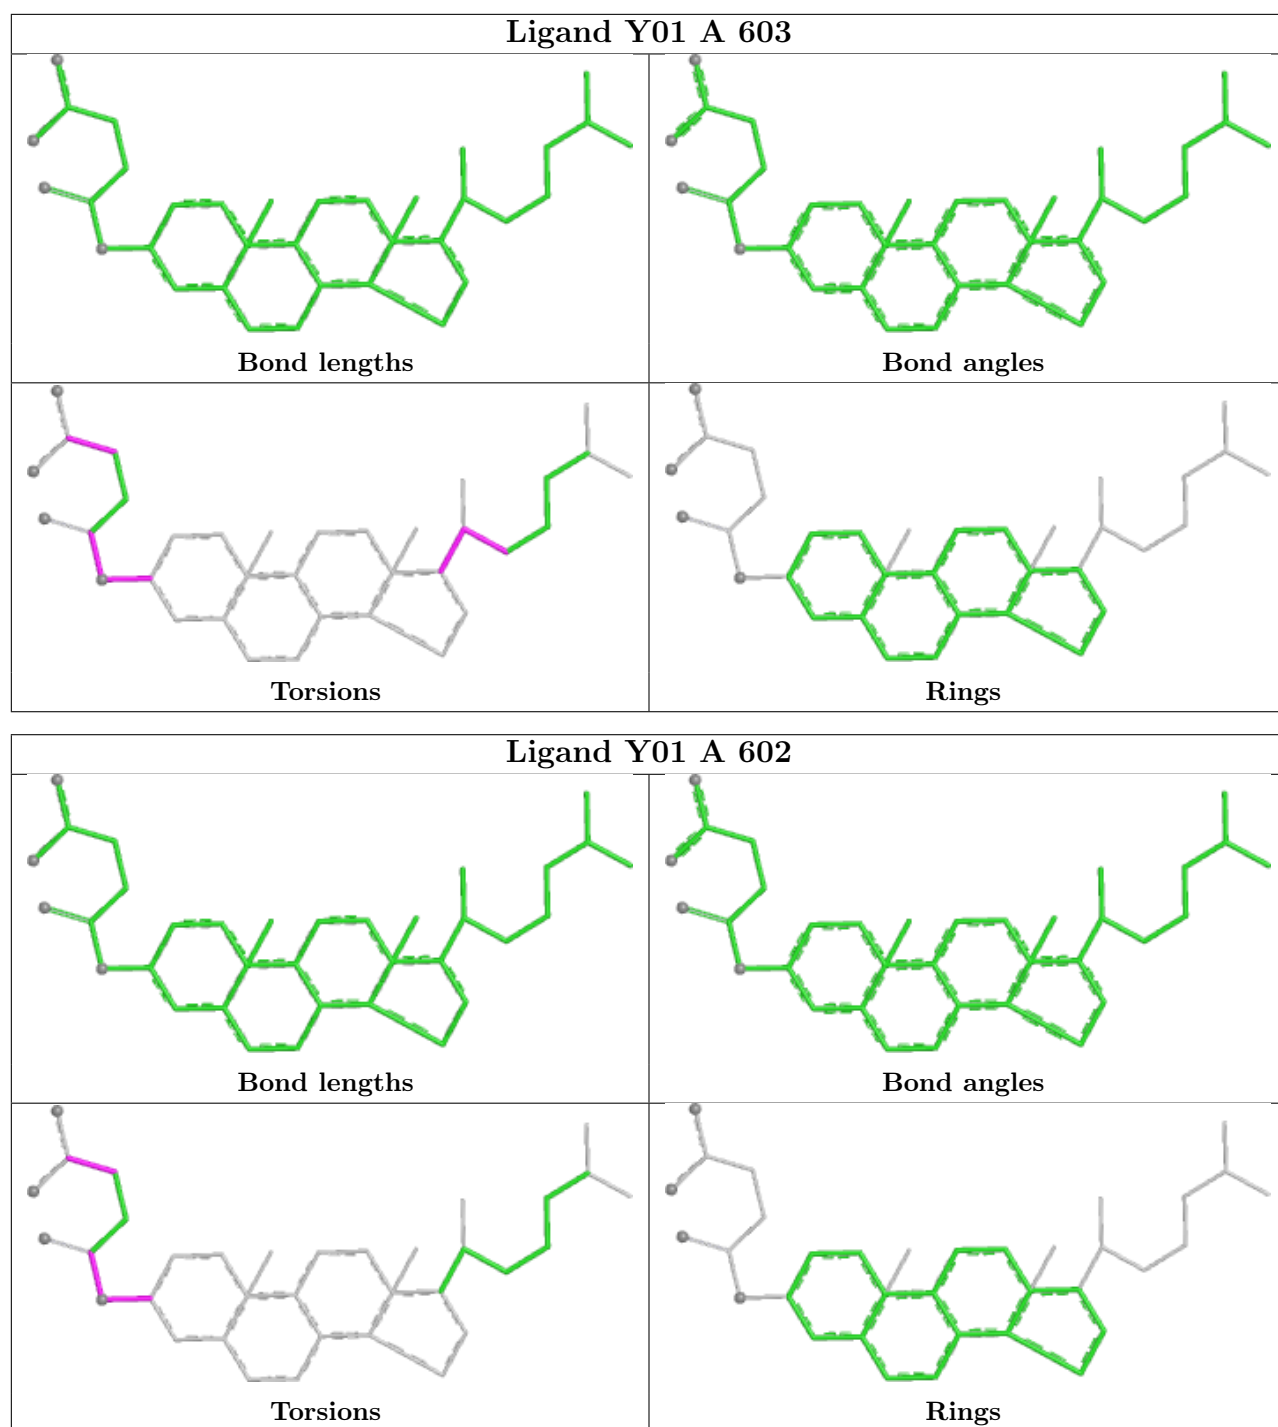 Ligand Y01 A 603
Bond lengths
Bond angles
Torsions
Rings
Ligand Y01 A 602
Bond lengths
Bond angles
Torsions
Rings